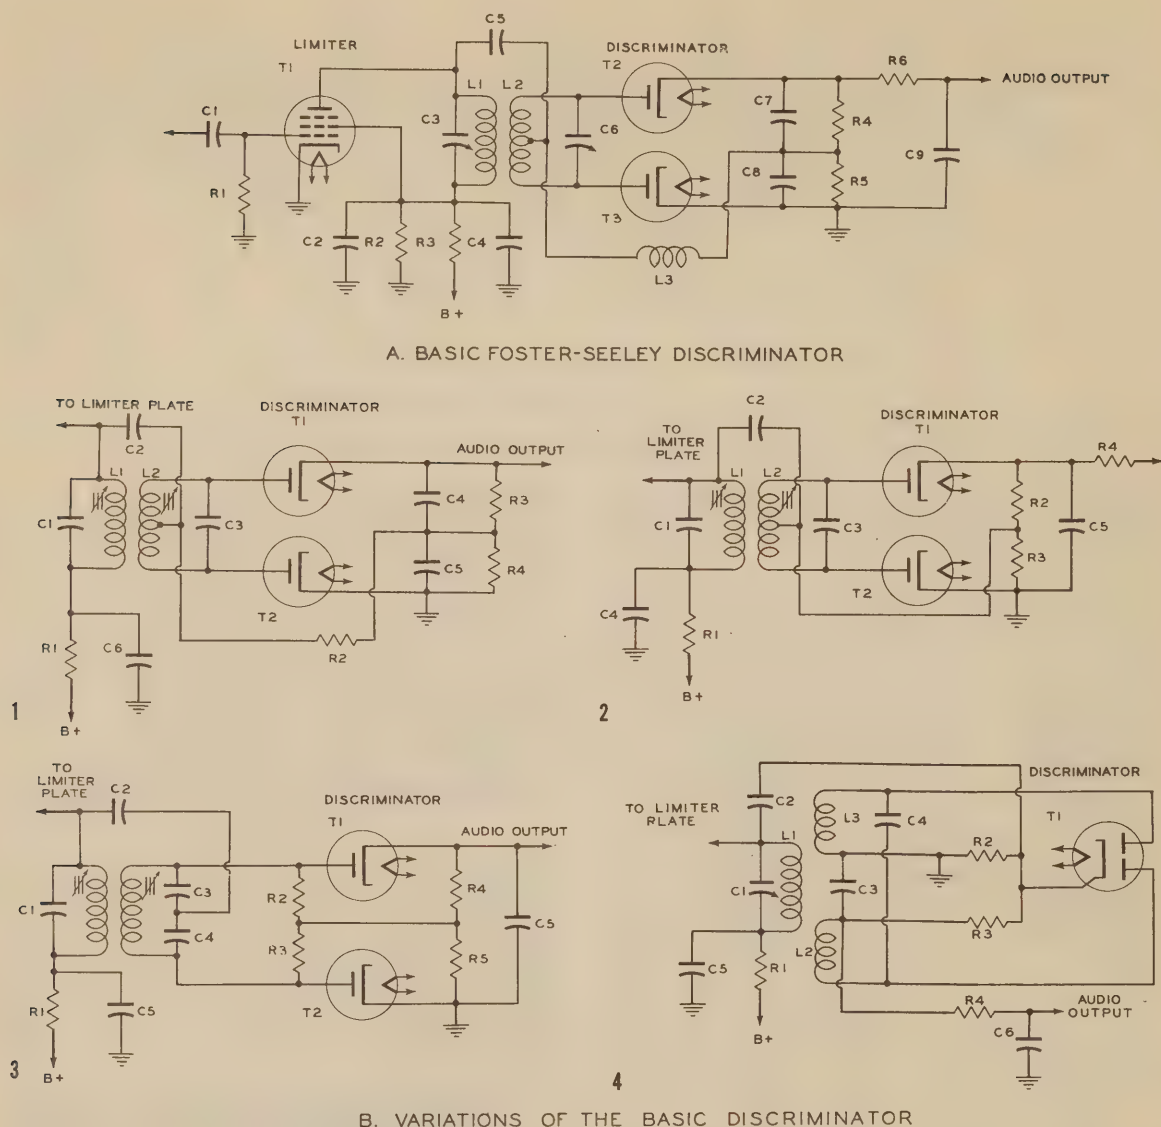 LIMITER
T1
C5
DISCRIMINATOR
T2
R6
AUDIO OUTPUT
C1
C3
L1
L2
C6
C7
R4
C9
R1
T3
C8
R5
C2
R2
R3
C4
L3
B+
A. BASIC FOSTER-SEELEY DISCRIMINATOR
TO LIMITER PLATE
C2
DISCRIMINATOR
T1
AUDIO OUTPUT
L1
L2
C1
C3
C4
R3
C5
R4
T2
R1
C6
R2
1
B+
C2
TO
LIMITER
PLATE
DISCRIMINATOR
T1
R4
L1
L2
C1
C3
R2
C5
R3
T2
C4
R1
B+
2
TO
LIMITER
PLATE
C2
DISCRIMINATOR
T1
AUDIO OUTPUT
C1
C3
R2
R4
C4
R3
C5
R5
T2
R1
C5
3
B+
C2
DISCRIMINATOR
TO LIMITER
PLATE
L1
L3
C4
T1
R2
C1
C3
R3
L2
C5
R1
R4
AUDIO
OUTPUT
C6
B+
4
B. VARIATIONS OF THE BASIC DISCRIMINATOR